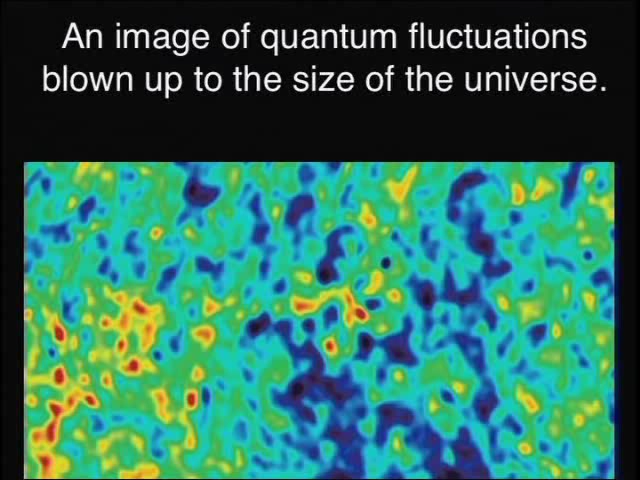 An image of quantum fluctuations
blown up to the size of the universe.